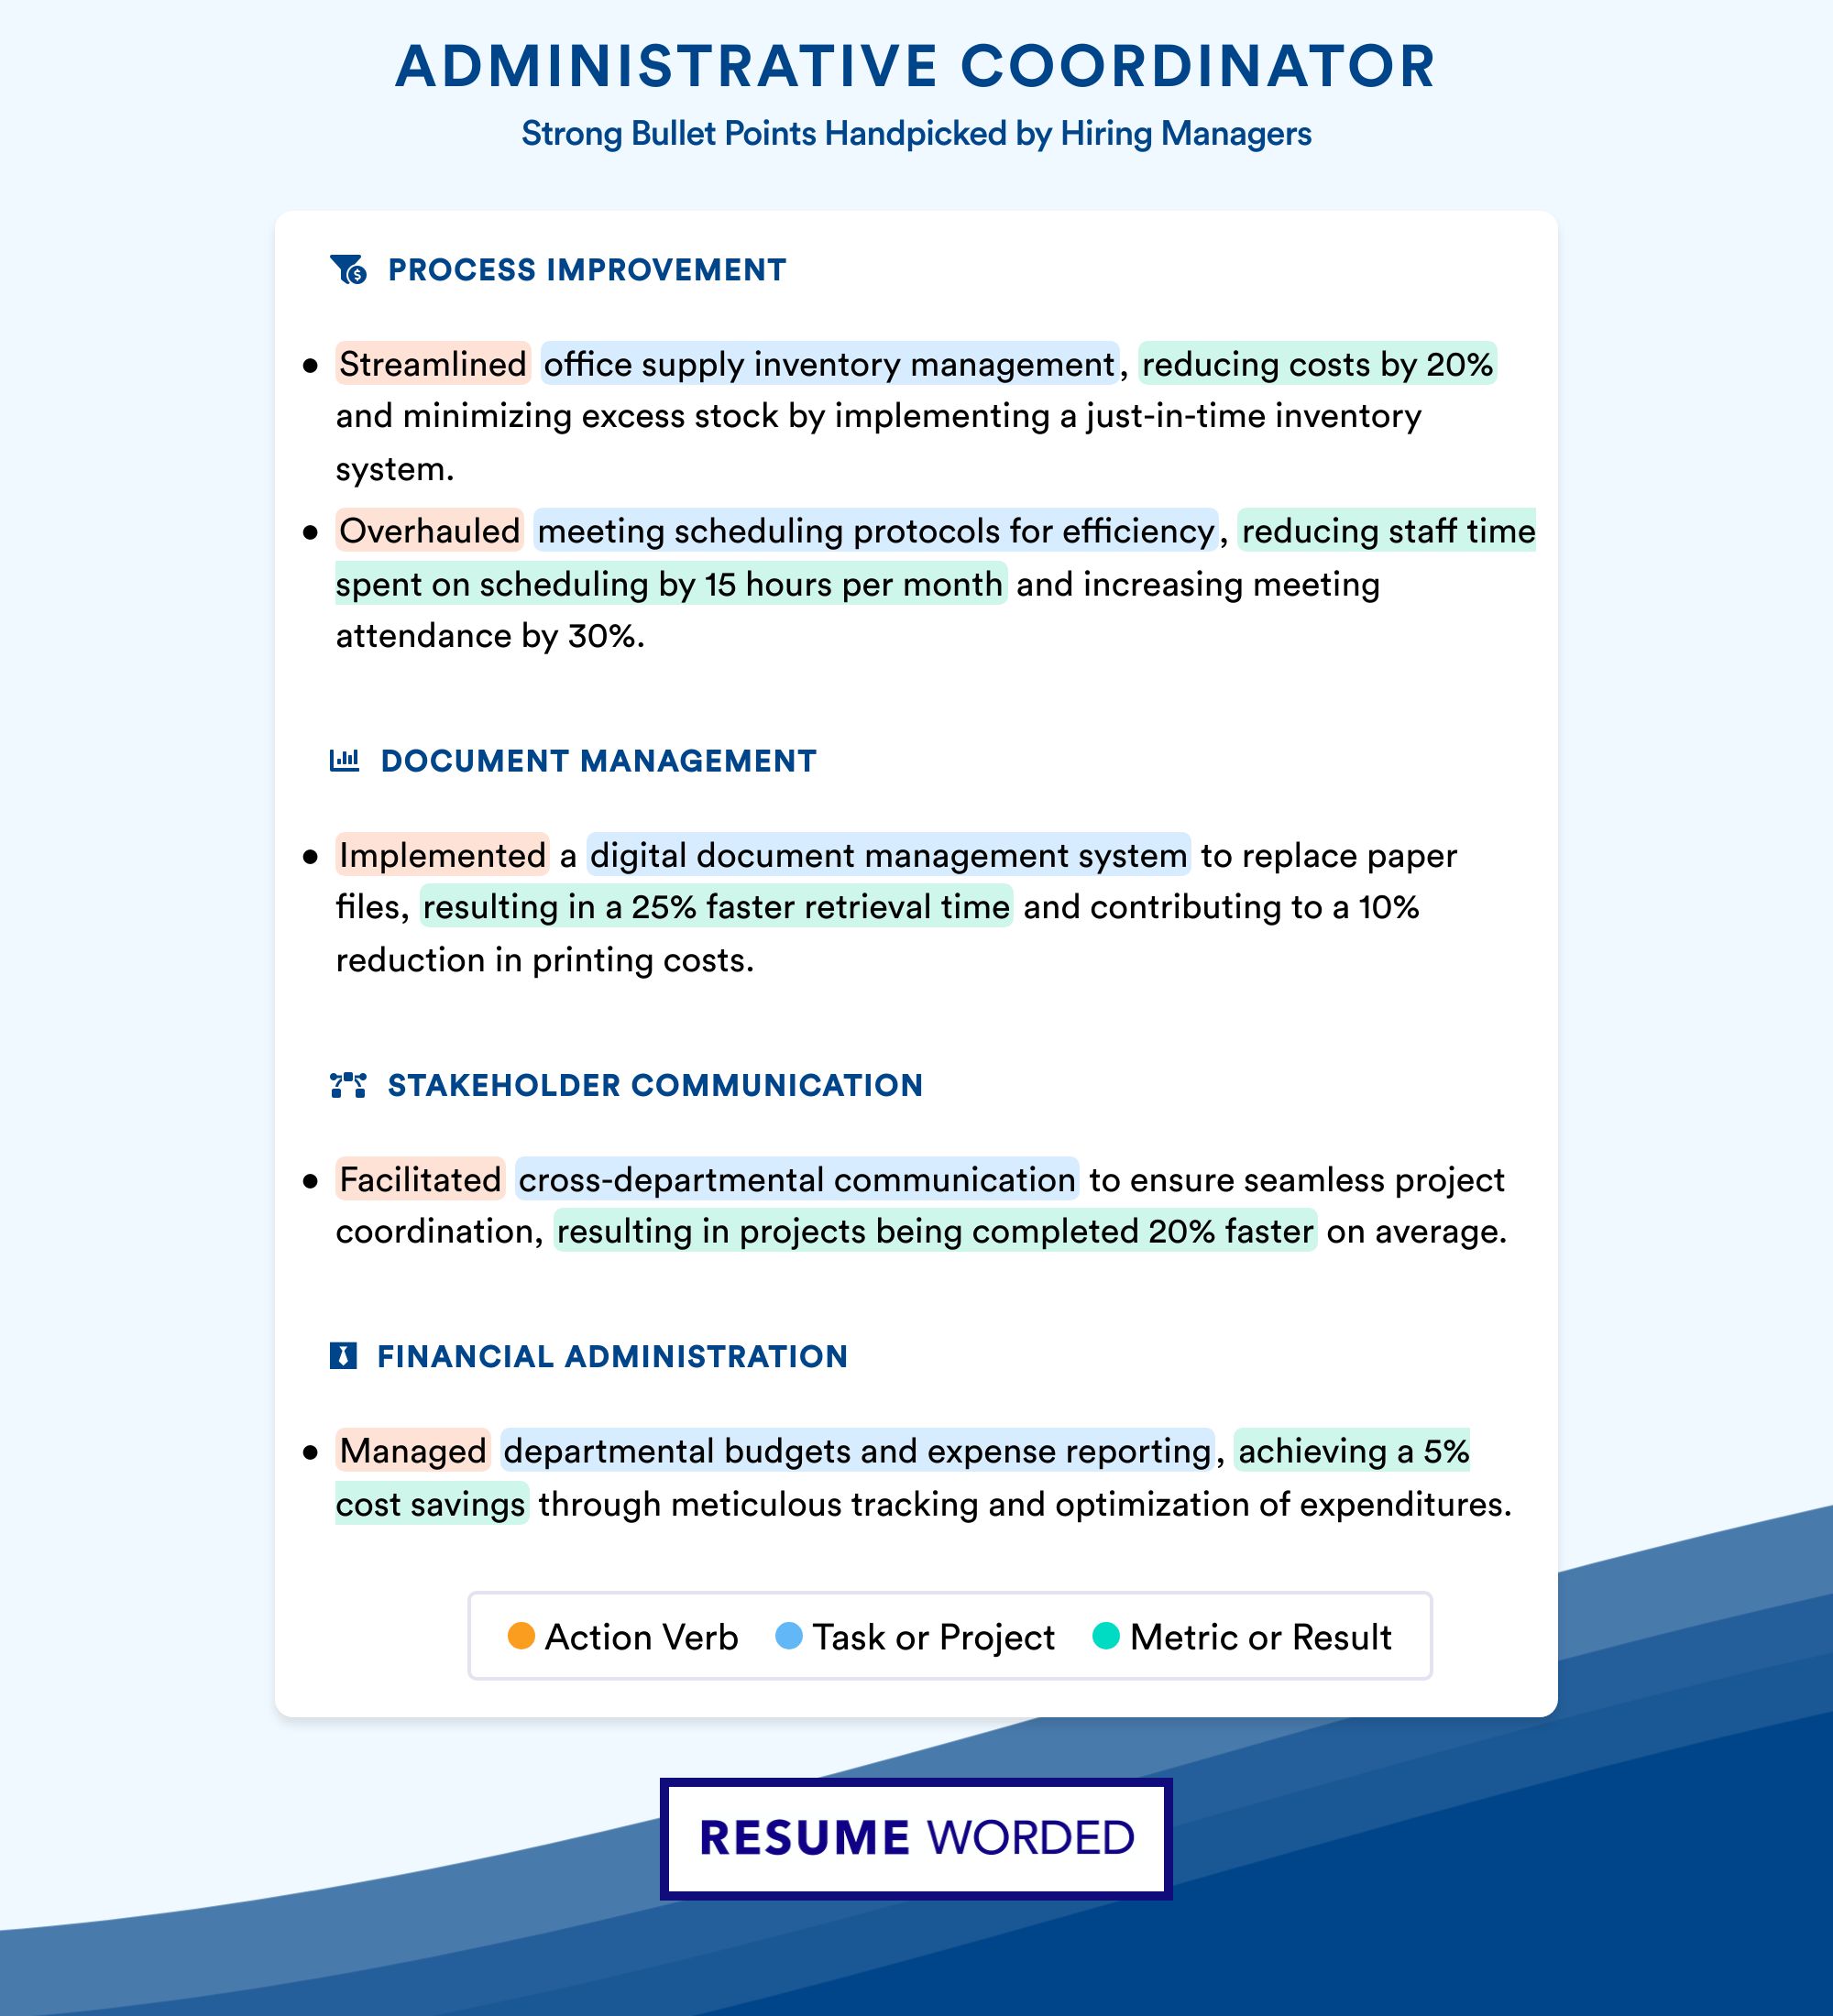 ADMINISTRATIVE COORDINATOR
Strong Bullet Points Handpicked by Hiring Managers
PROCESS IMPROVEMENT
• Streamlined office supply inventory management, reducing costs by 20%
and minimizing excess stock by implementing a just-in-time inventory
system.
• Overhauled meeting scheduling protocols for efficiency, reducing staff time
spent on scheduling by 15 hours per month and increasing meeting
attendance by 30%.
DOCUMENT MANAGEMENT
• Implemented a digital document management system to replace paper
files, resulting in a 25% faster retrieval time and contributing to a 10%
reduction in printing costs.
STAKEHOLDER COMMUNICATION
• Facilitated cross-departmental communication to ensure seamless project
coordination, resulting in projects being completed 20% faster on average.
FINANCIAL ADMINISTRATION
• Managed departmental budgets and expense reporting, achieving a 5%
cost savings through meticulous tracking and optimization of expenditures.
Action Verb Task or Project Metric or Result
RESUME WORDED